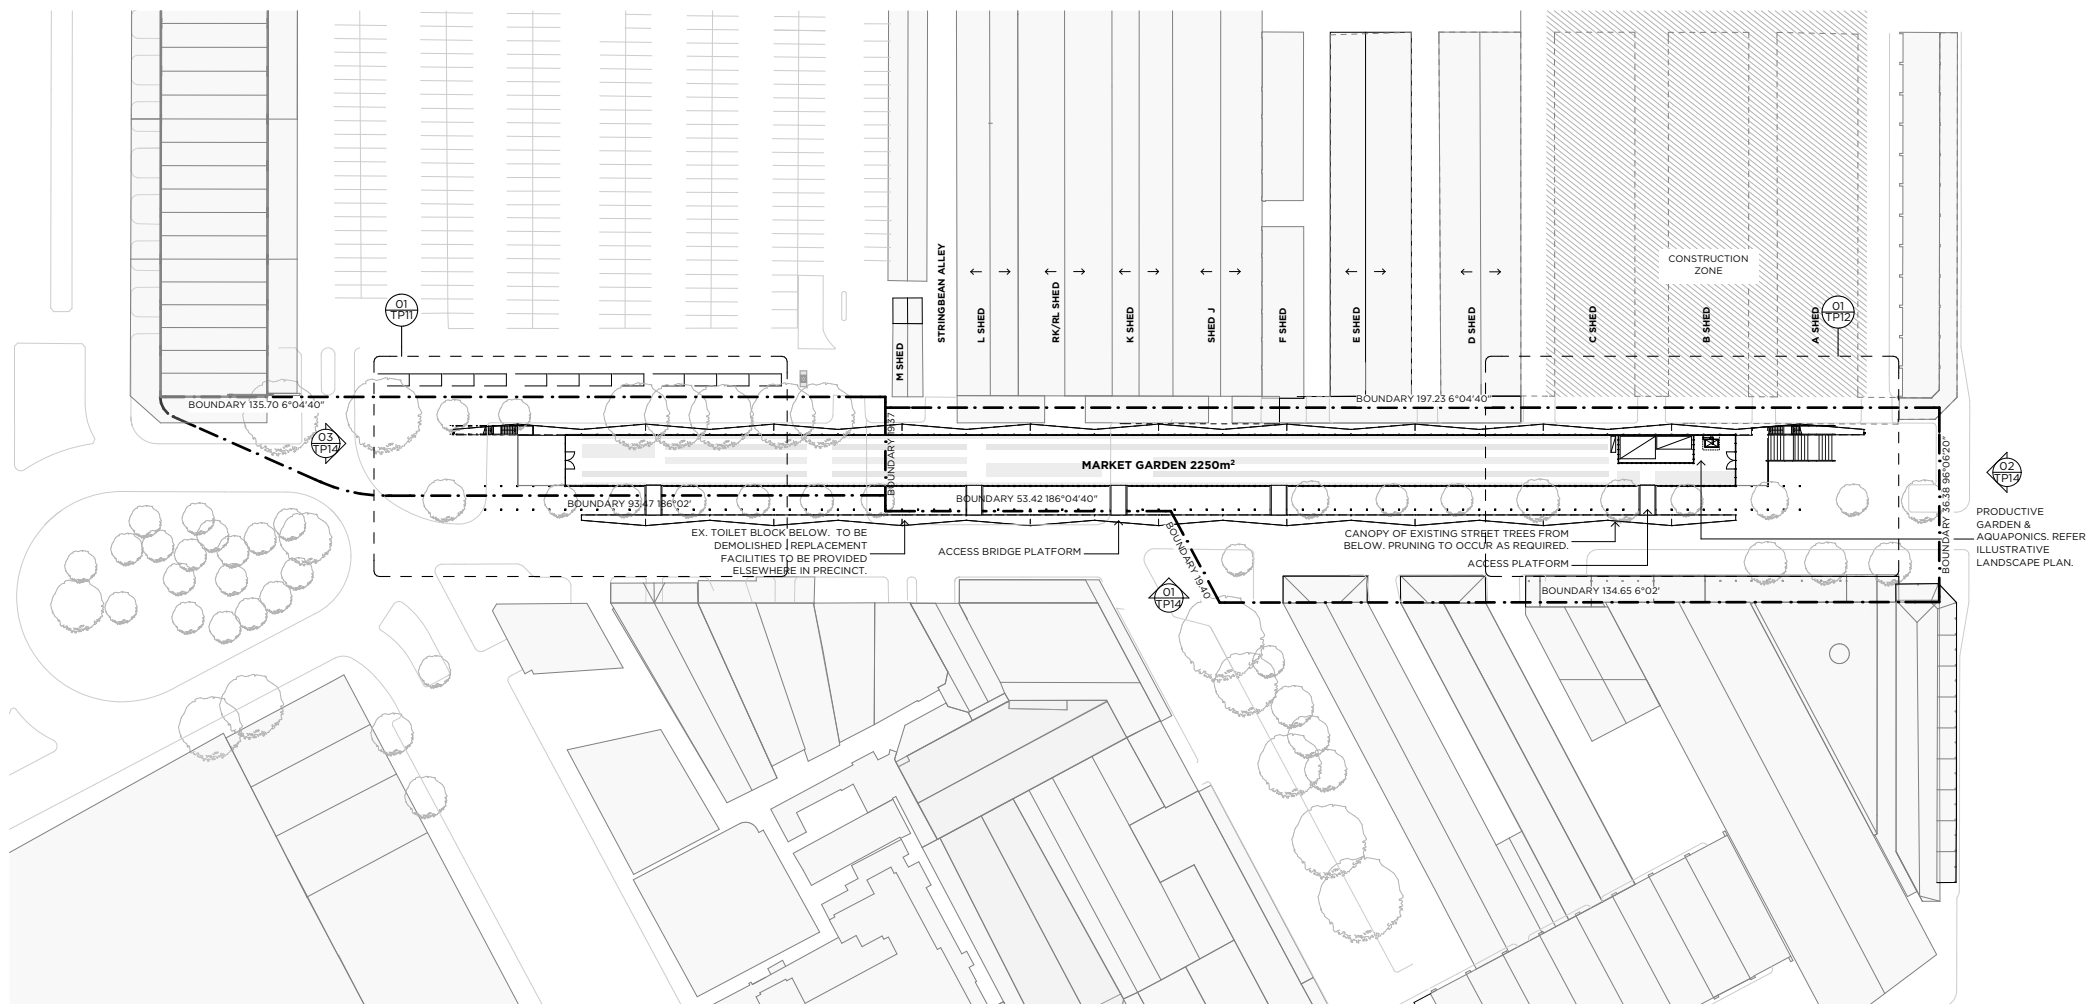 CONSTRUCTION
ZONE
STRINGBEAN ALLEY
M SHED
L SHED
RK/RL SHED
K SHED
SHED J
F SHED
E SHED
D SHED
C SHED
B SHED
A SHED
01
TP11
01
TP12
BOUNDARY 135.70 6°04'40"
BOUNDARY 197.23 6°04'40"
03
TP14
BOUNDARY 19.37
MARKET GARDEN 2250m²
BOUNDARY 36.38 96°06'20"
02
TP14
BOUNDARY 93.47 186°02'
BOUNDARY 53.42 186°04'40"
EX. TOILET BLOCK BELOW. TO BE
DEMOLISHED REPLACEMENT
FACILITIES TO BE PROVIDED
ELSEWHERE IN PRECINCT.
ACCESS BRIDGE PLATFORM
BOUNDARY 19.40'
CANOPY OF EXISTING STREET TREES FROM
BELOW. PRUNING TO OCCUR AS REQUIRED.
ACCESS PLATFORM
PRODUCTIVE
GARDEN &
AQUAPONICS. REFER
ILLUSTRATIVE
LANDSCAPE PLAN.
01
TP14
BOUNDARY 134.65 6°02'